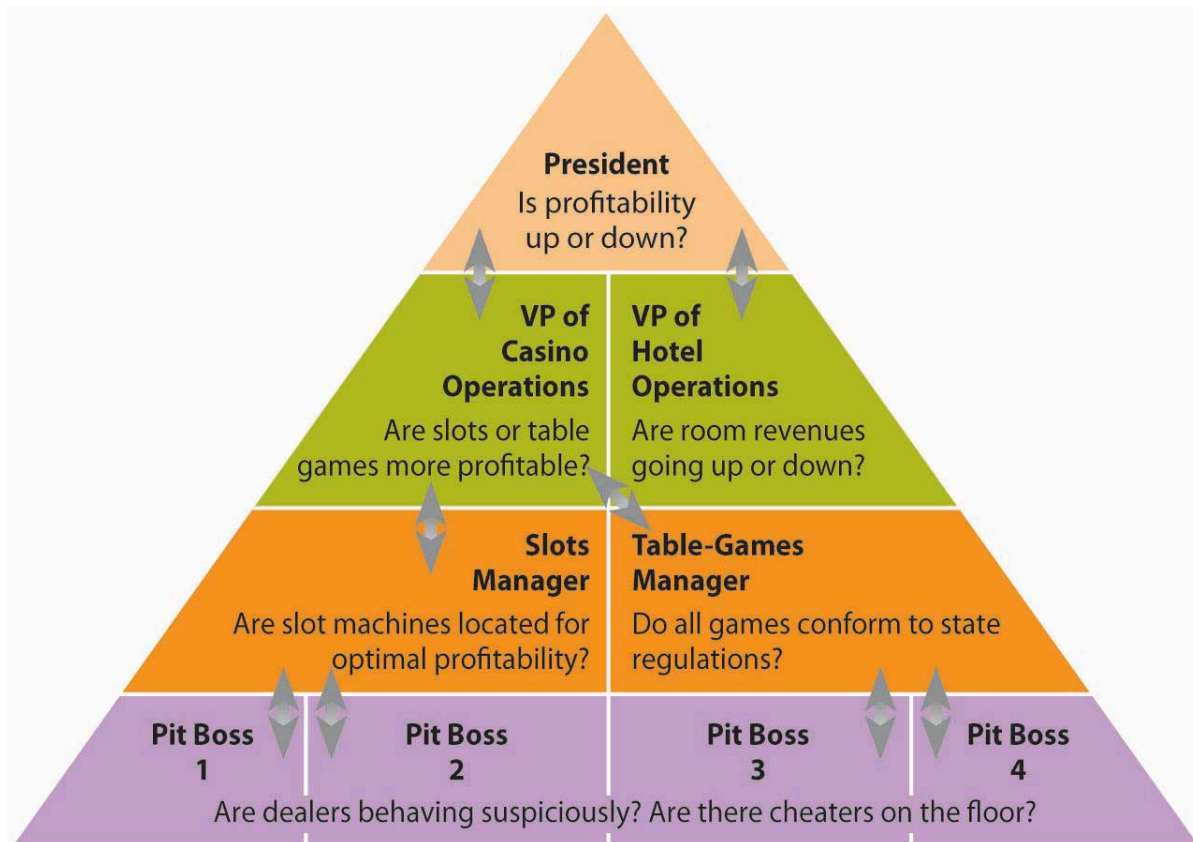 President
Is profitability
up or down?
VP of
Casino
Operations
Are slots or table
games more profitable?
VP of
Hotel
Operations
Are room revenues
going up or down?
Slots
Manager
Are slot machines located for
optimal profitability?
Table-Games
Manager
Do all games conform to state
regulations?
Pit Boss
1
Pit Boss
2
Pit Boss
3
Pit Boss
4
Are dealers behaving suspiciously? Are there cheaters on the floor?